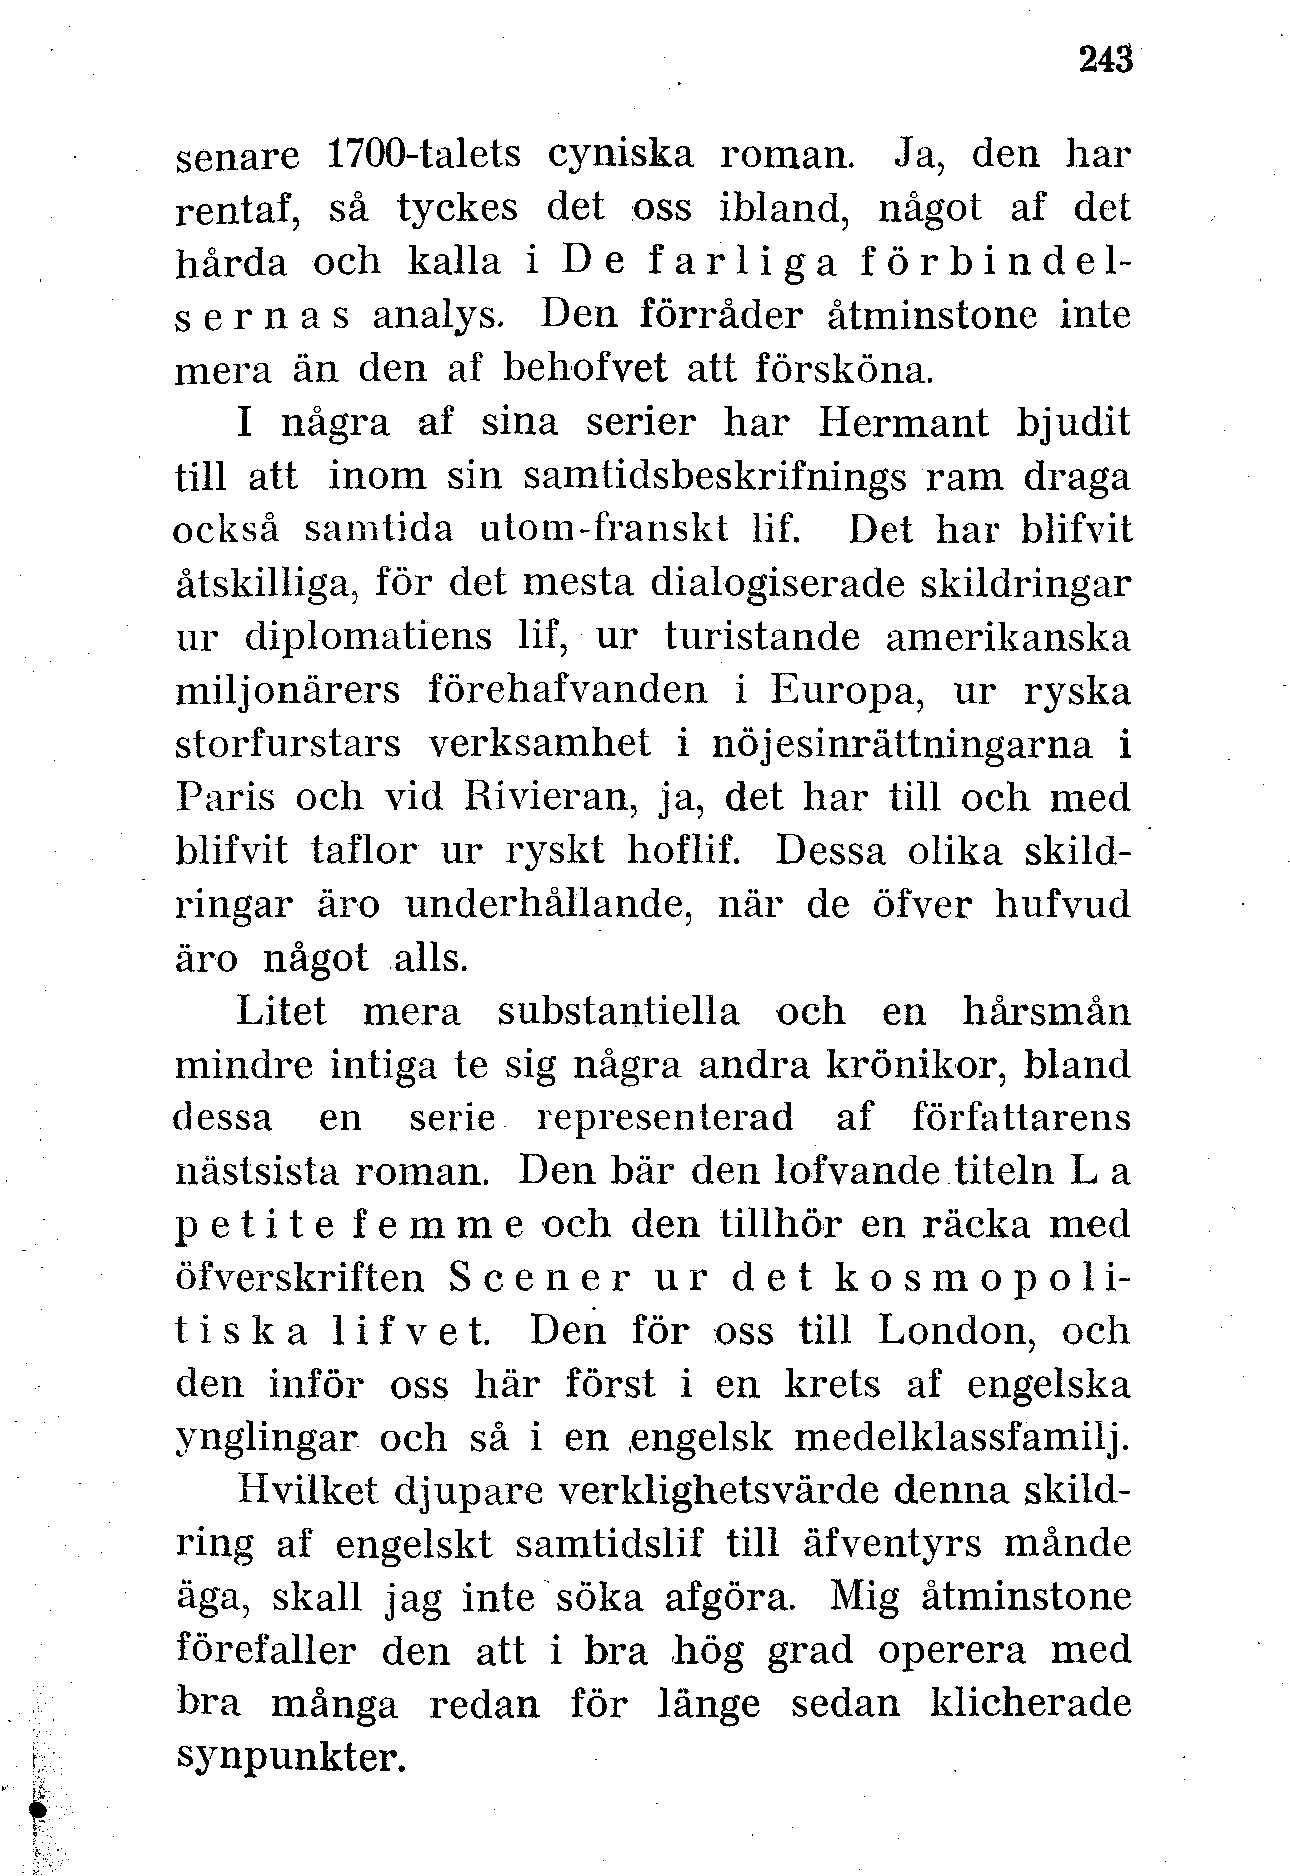 243
senare 1700-talets cyniska roman. Ja, den har
rentaf, så tyckes det oss ibland, något af det
hårda och kalla i De farliga förbindel-
sernas analys. Den förråder åtminstone inte
mera än den af behofvet att försköna.
I några af sina serier har Hermant bjudit
till att inom sin samtidsbeskrifnings ram draga
också samtida utom-franskt lif. Det har blifvit
åtskilliga, för det mesta dialogiserade skildringar
ur diplomatiens lif, ur turistande amerikanska
miljonärers förehafvanden i Europa, ur ryska
storfurstars verksamhet i nöjesinrättningarna i
Paris och vid Rivieran, ja, det har till och med
blifvit taflor ur ryskt hoflif. Dessa olika skild-
ringar äro underhållande, när de öfver hufvud
äro något alls.
Litet mera substantiella och en hårsmån
mindre intiga te sig några andra krönikor, bland
dessa en serie representerad af författarens
nästsista roman. Den bär den lofvande titeln La
petite femme och den tillhör en räcka med
öfverskriften Scener ur det kosmopoli-
tiska lifvet. Den för oss till London, och
den inför oss här först i en krets af engelska
ynglingar och så i en engelsk medelklassfamilj.
Hvilket djupare verklighetsvärde denna skild-
ring af engelskt samtidslif till äfventyrs månde
äga, skall jag inte söka afgöra. Mig åtminstone
förefaller den att i bra hög grad operera med
bra många redan för länge sedan klicherade
synpunkter.